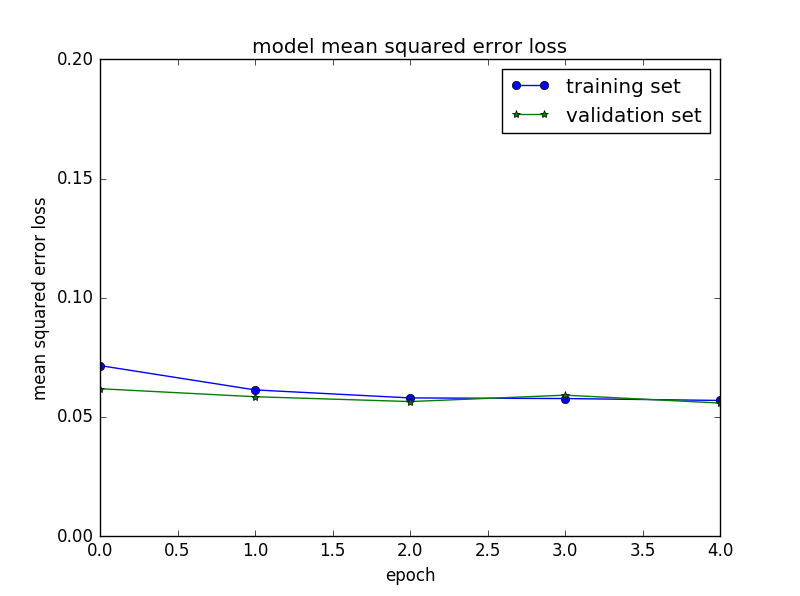 model mean squared error loss
training set
validation set
mean squared error loss
0.20
0.15
0.10
0.05
0.00
0.0 0.5 1.0 1.5 2.0 2.5 3.0 3.5 4.0
epoch